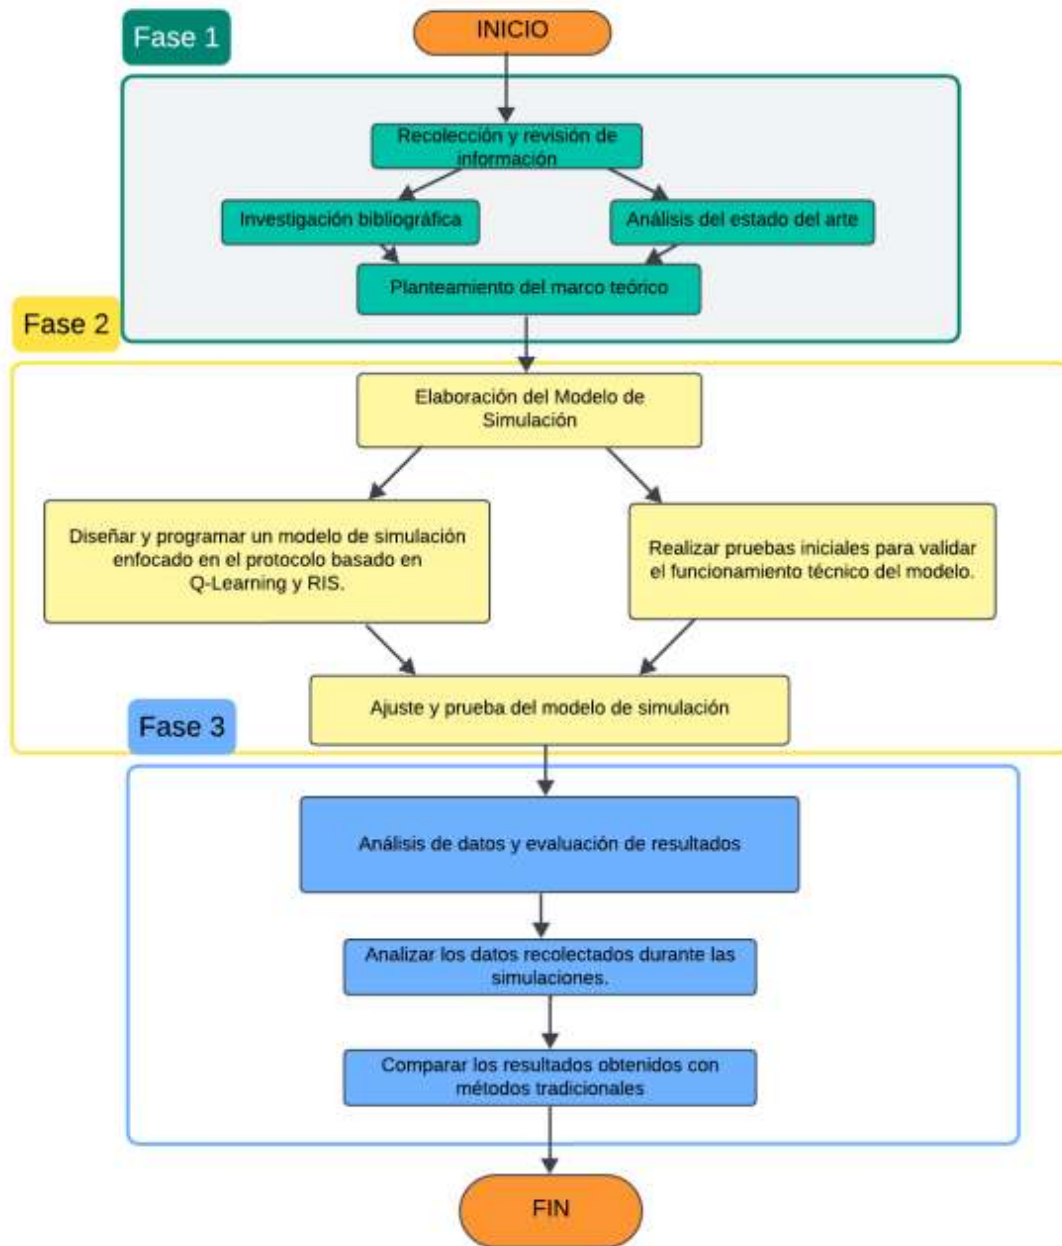 Fase 1
INICIO
Recolección y revisión de
información
Investigación bibliográfica
Análisis del estado del arte
Planteamiento del marco teórico
Fase 2
Elaboración del Modelo de
Simulación
Diseñar y programar un modelo de simulación
enfocado en el protocolo basado en
Q-Learning y RIS.
Realizar pruebas iniciales para validar
el funcionamiento técnico del modelo.
Ajuste y prueba del modelo de simulación
Fase 3
Análisis de datos y evaluación de resultados
Analizar los datos recolectados durante las
simulaciones.
Comparar los resultados obtenidos con
métodos tradicionales
FIN